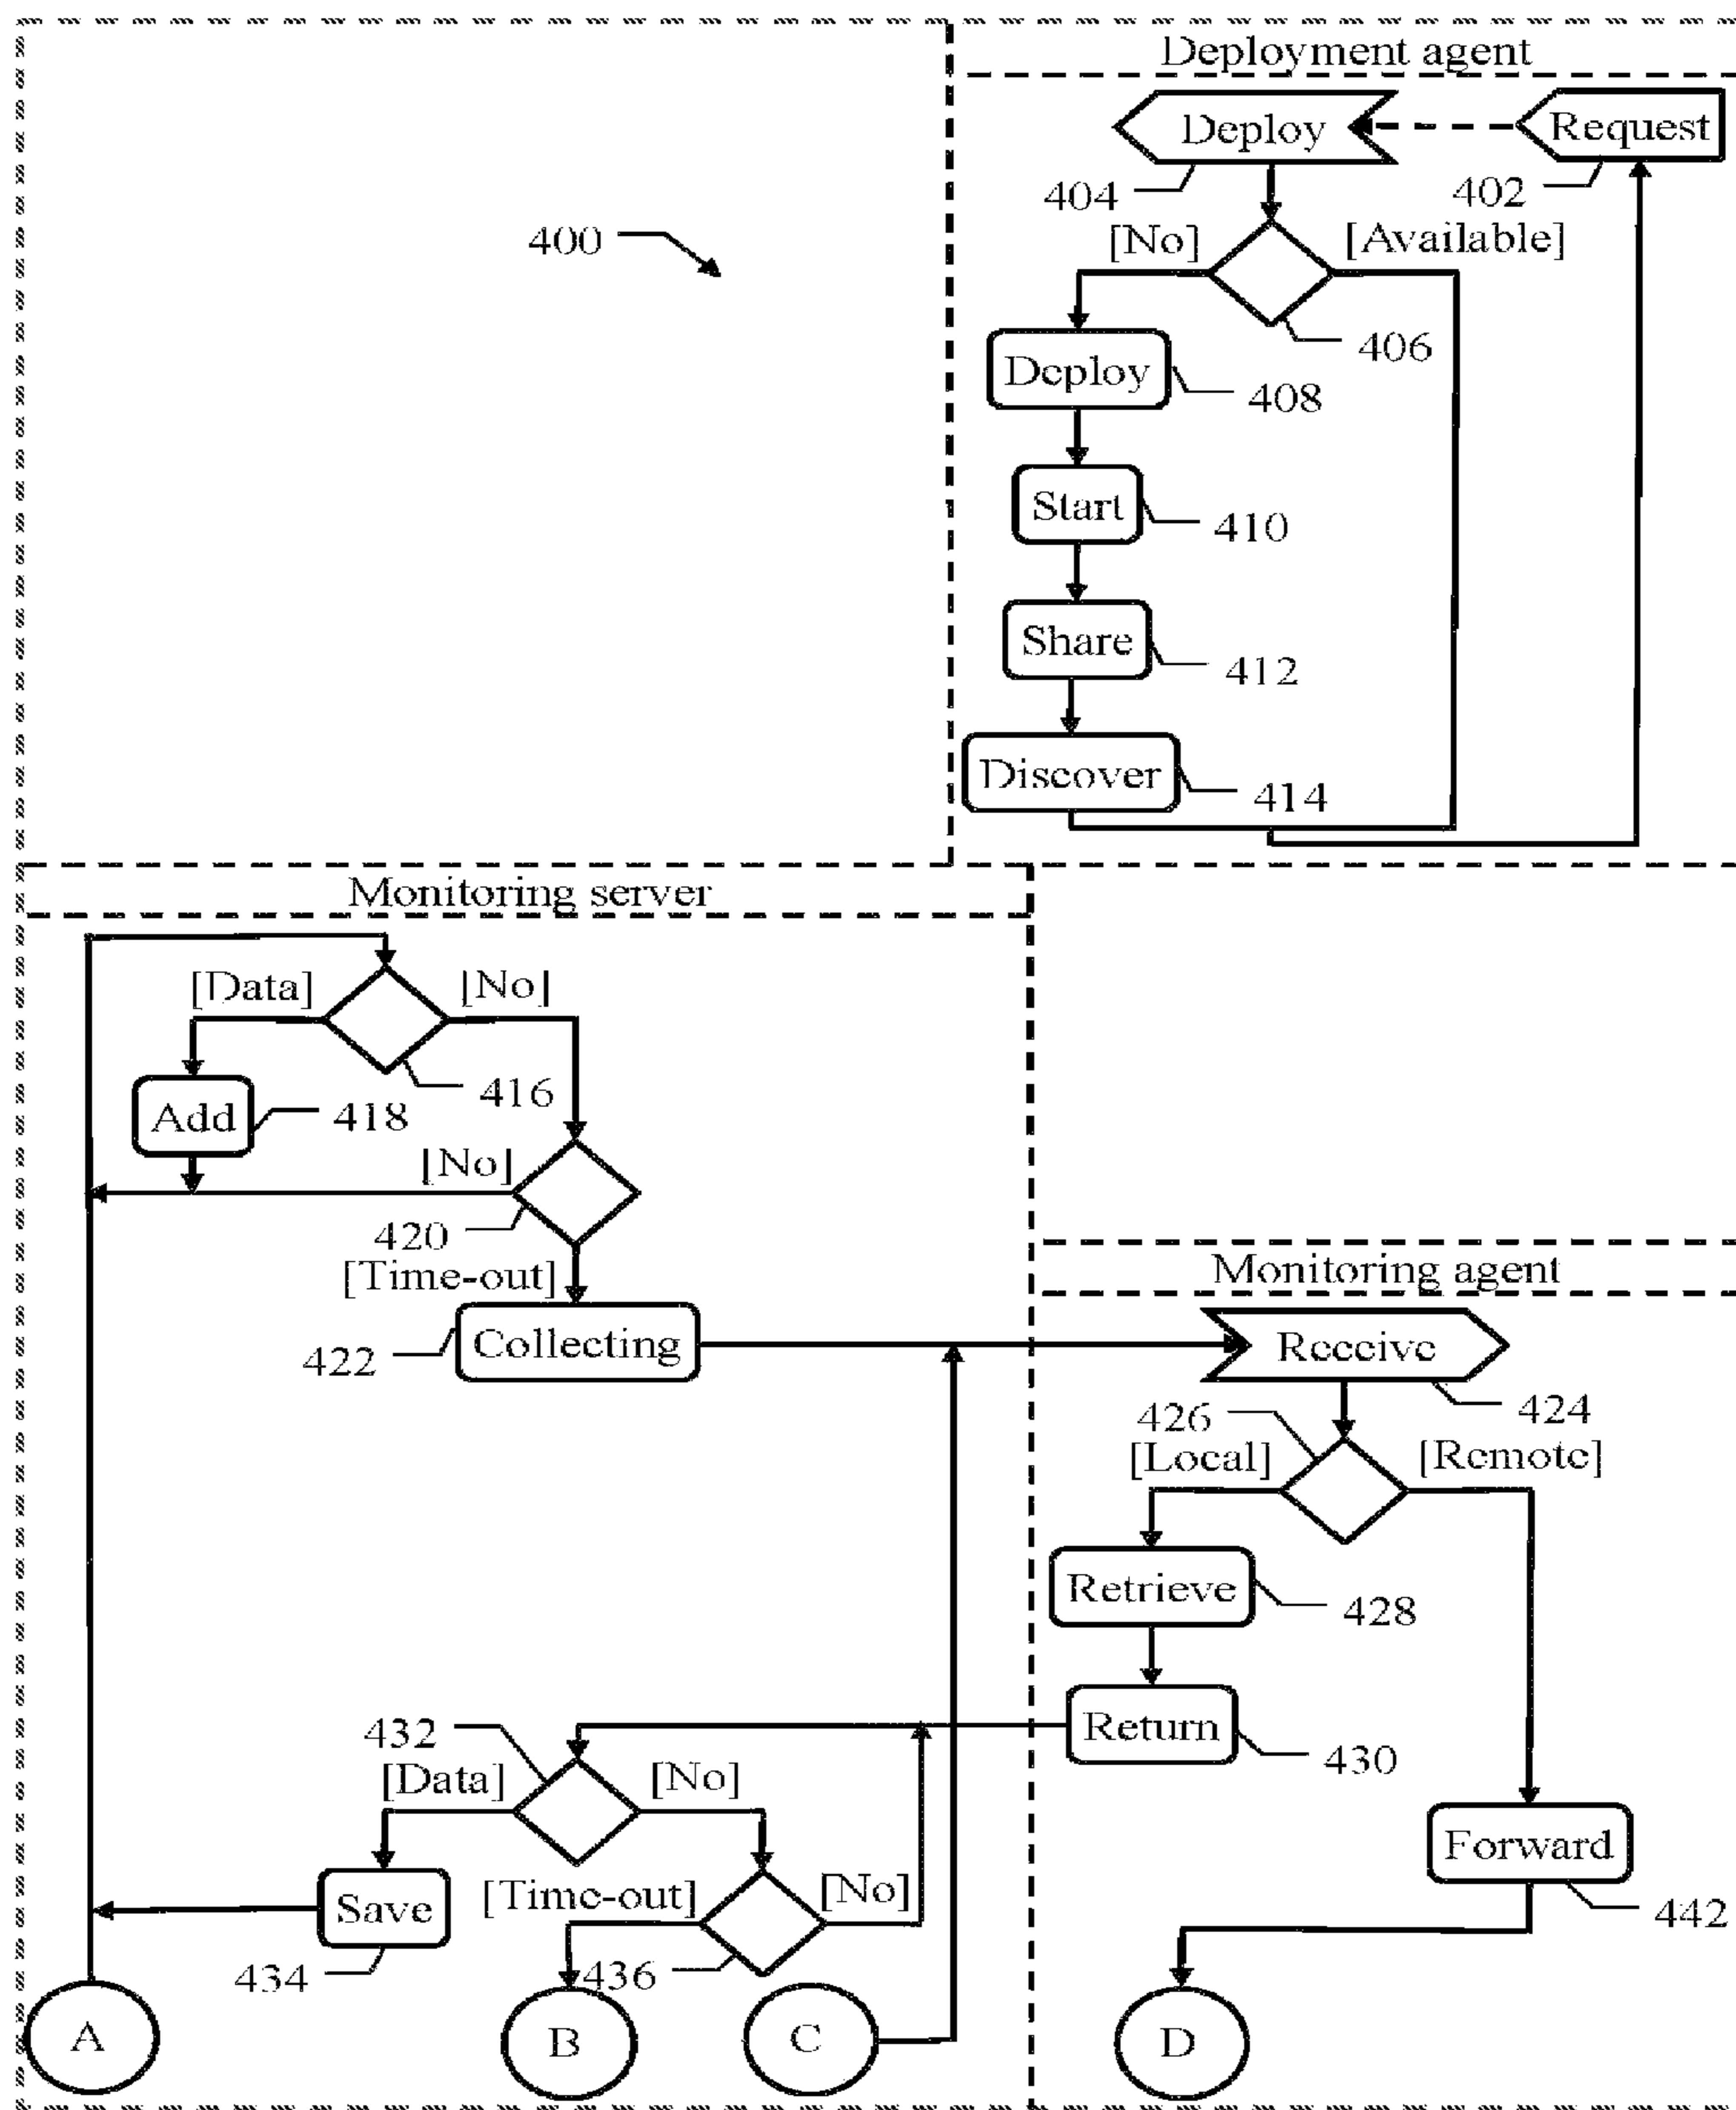 Deployment agent
Deploy
Request
404
402
400
[No]
[Available]
406
Deploy
408
Start
410
Share
412
Discover
414
Monitoring server
[Data]
[No]
416
Add
418
[No]
420
[Time-out]
Monitoring agent
Collecting
422
Receive
424
426
[Local]
[Remote]
Retrieve
428
432
Return
430
[Data]
[No]
Forward
442
[Time-out]
[No]
Save
434
436
A
B
C
D